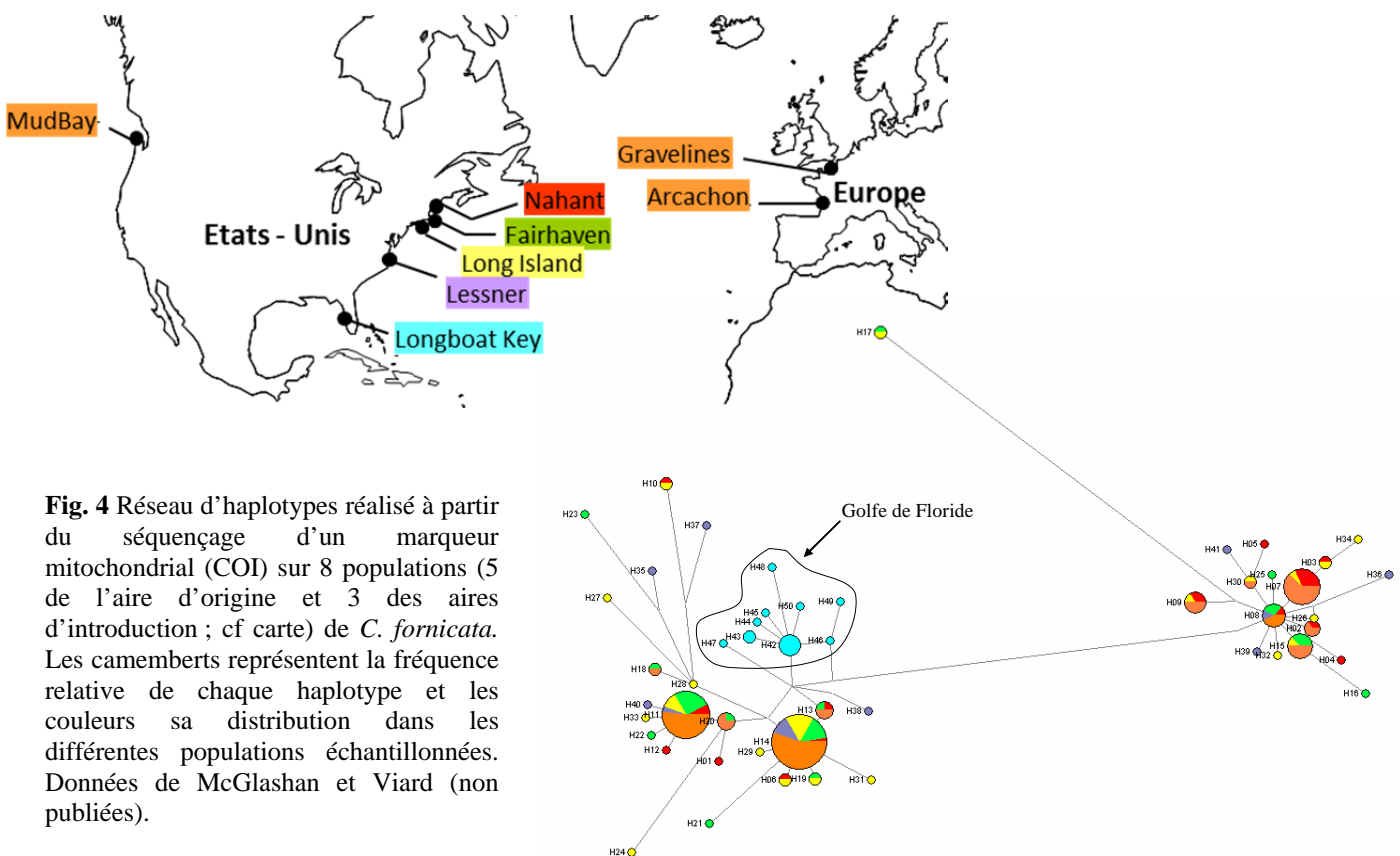 MudBay
Gravelines
Arcachon
Europe
Nahant
Etats - Unis
Fairhaven
Long Island
Lessner
Longboat Key
H17
Fig. 4 Réseau d'haplotypes réalisé à partir
du séquençage d'un marqueur
mitochondrial (COI) sur 8 populations (5
de l'aire d'origine et 3 des aires
d'introduction ; cf carte) de C. fornicata.
Les camemberts représentent la fréquence
relative de chaque haplotype et les
couleurs sa distribution dans les
différentes populations échantillonnées.
Données de McGlashan et Viard (non
publiées).
Golfe de Floride
H10
H23
H37
H35
H27
H48
H45
H50
H49
H44
H43
H42
H46
H47
H18
H28
H40
H11
H33
H20
H22
H12
H01
H13
H38
H14
H29
H06
H19
H31
H21
H24
H41
H05
H34
H03
H25
H30
H07
H36
H09
H08
H26
H02
H15
H39
H32
H04
H16